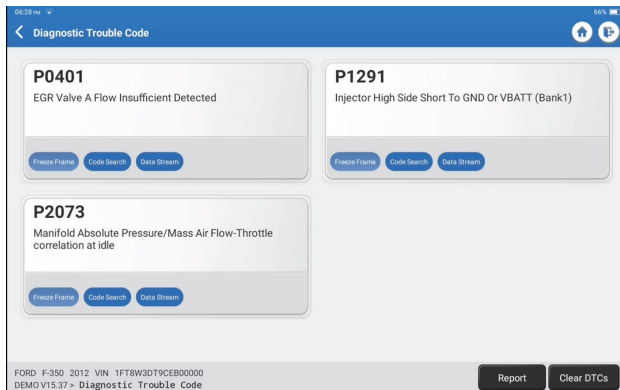 06:28 PM
66%
Diagnostic Trouble Code
P0401
EGR Valve A Flow Insufficient Detected
Freeze Frame Code Search Data Stream
P1291
Injector High Side Short To GND Or VBATT (Bank1)
Freeze Frame Code Search Data Stream
P2073
Manifold Absolute Pressure/Mass Air Flow-Throttle
correlation at idle
Freeze Frame Code Search Data Stream
FORD F-350 2012 VIN 1FT8W3DT9CEB00000
DEMO V15.37 > Diagnostic Trouble Code
Report
Clear DTCs